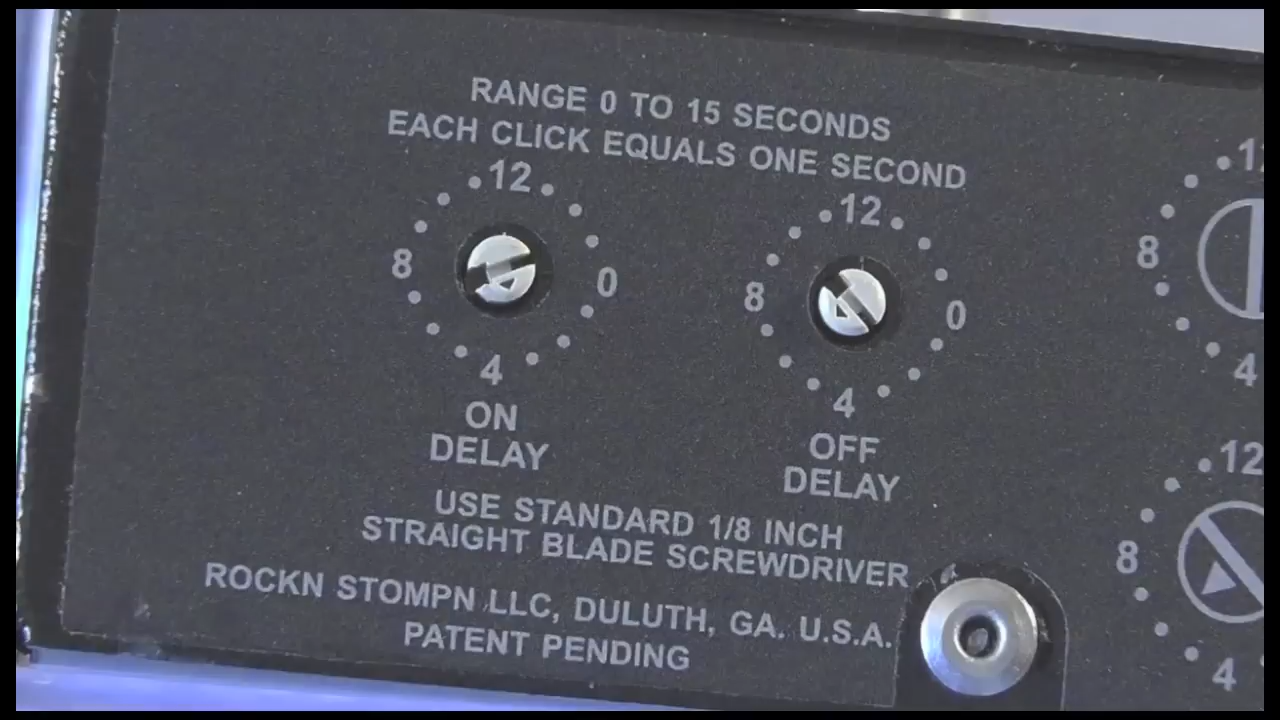 RANGE 0 TO 15 SECONDS
EACH CLICK EQUALS ONE SECOND
12
8
0
4
ON
DELAY
12
8
0
4
OFF
DELAY
USE STANDARD 1/8 INCH
STRAIGHT BLADE SCREWDRIVER
ROCKN STOMPN LLC, DULUTH, GA. U.S.A.
PATENT PENDING
8
4
12
8
4